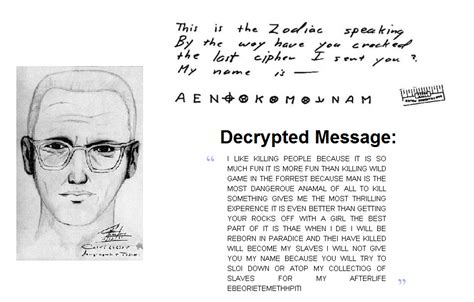 This is the Zodiac speaking
By the way have you cracked
the last cipher I sent you ?
My name is —
A E N ⌖ ⊗ K ⊗ M ⊗ ⅃ N A M
Decrypted Message:
“ I LIKE KILLING PEOPLE BECAUSE IT IS SO
MUCH FUN IT IS MORE FUN THAN KILLING WILD
GAME IN THE FORREST BECAUSE MAN IS THE
MOST DANGEROUE ANAMAL OF ALL TO KILL
SOMETHING GIVES ME THE MOST THRILLING
EXPERENCE IT IS EVEN BETTER THAN GETTING
YOUR ROCKS OFF WITH A GIRL THE BEST
PART OF IT IS THAE WHEN I DIE I WILL BE
REBORN IN PARADICE AND THEI HAVE KILLED
WILL BECOME MY SLAVES I WILL NOT GIVE
YOU MY NAME BECAUSE YOU WILL TRY TO
SLOI DOWN OR ATOP MY COLLECTIOG OF
SLAVES FOR MY AFTERLIFE
EBEORIETEMETHHPITI ”